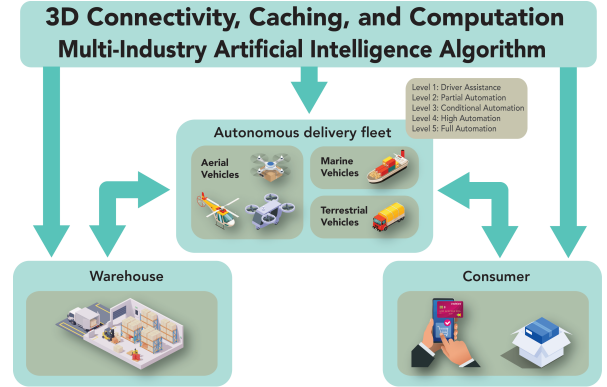 3D Connectivity, Caching, and Computation
Multi-Industry Artificial Intelligence Algorithm
Level 1: Driver Assistance
Level 2: Partial Automation
Level 3: Conditional Automation
Level 4: High Automation
Level 5: Full Automation
Autonomous delivery fleet
Aerial
Vehicles
Marine
Vehicles
Terrestrial
Vehicles
Warehouse
Consumer